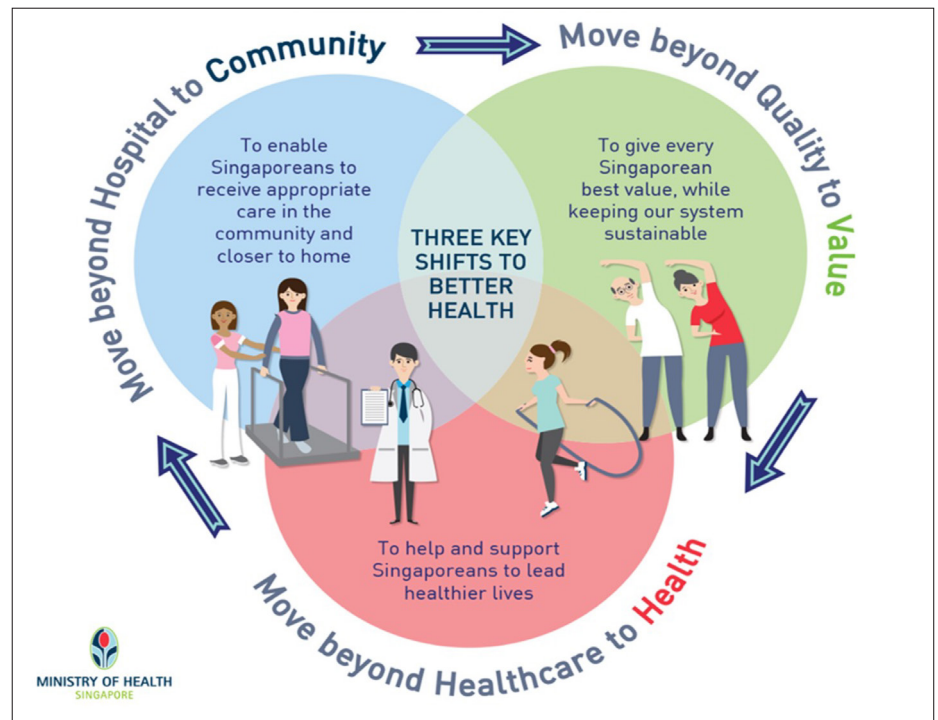 Move beyond Hospital to Community
Move beyond Quality to Value
To enable
Singaporeans to
receive appropriate
care in the
community and
closer to home
To give every
Singaporean
best value, while
keeping our system
sustainable
THREE KEY
SHIFTS TO
BETTER
HEALTH
To help and support
Singaporeans to lead
healthier lives
Move beyond Healthcare to Health
MINISTRY OF HEALTH
SINGAPORE